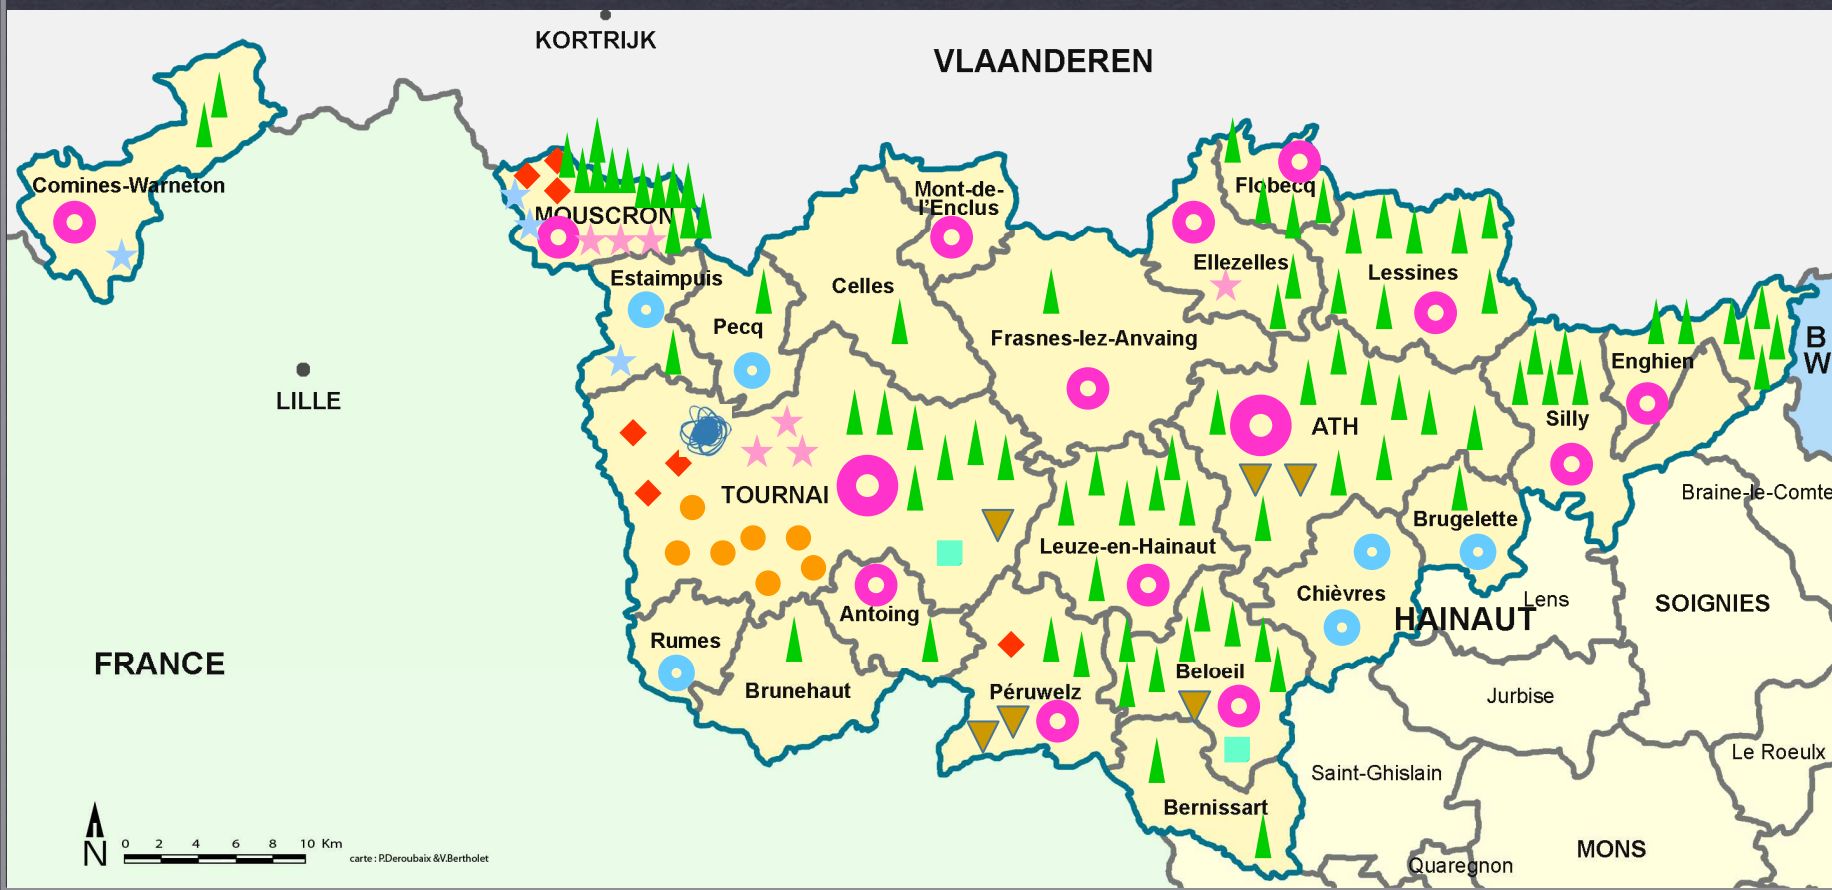 KORTRIJK
VLAANDEREN
Comines-Warneton
MOUSCRON
Mont-de-
l'Enclus
Flobecq
Estaimpuis
Celles
Ellezelles
Lessines
Pecq
Frasnes-lez-Anvaing
B
W
Enghien
LILLE
Silly
ATH
TOURNAI
Braine-le-Comte
Brugelette
Leuze-en-Hainaut
Chièvres
Lens
HAINAUT
SOIGNIES
Antoing
Rumes
FRANCE
Brunehaut
Péruwelz
Beloeil
Jurbise
Le Roeulx
Saint-Ghislain
Bernissart
N
0 2 4 6 8 10 Km
carte : P.Deroubaix &V.Bertholet
MONS
Quaregnon